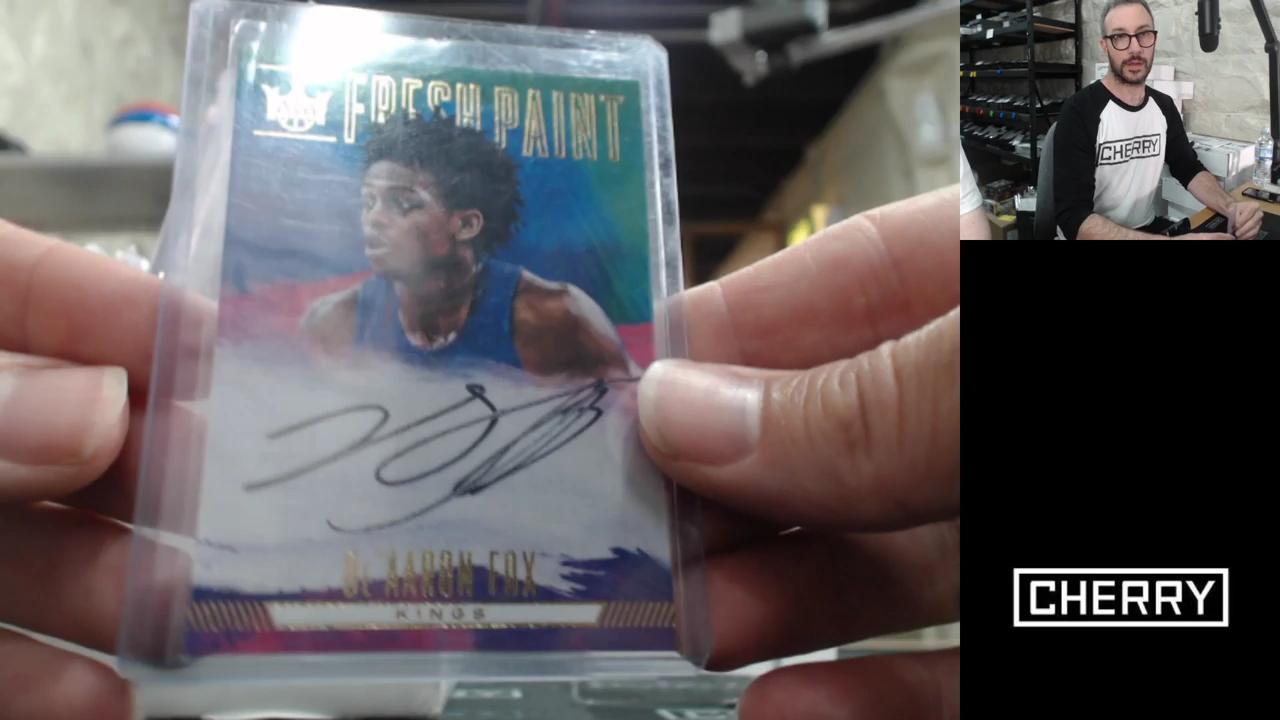 FRESH PAINT
DE'AARON FOX
KINGS
CHERRY
CHERRY